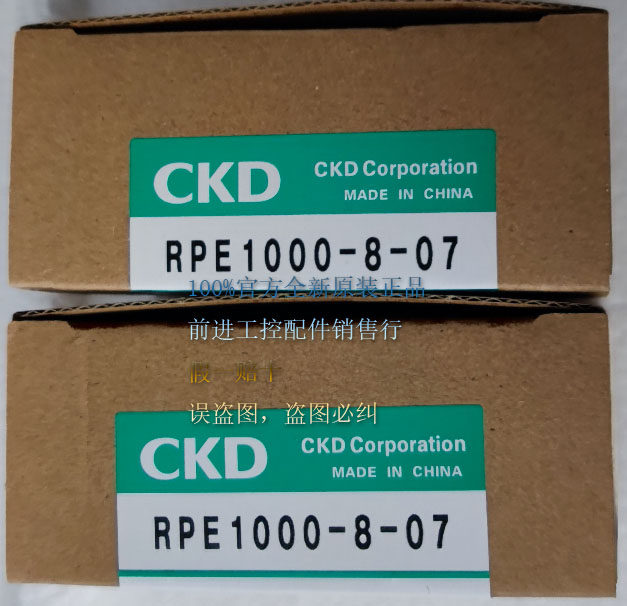 CKD
CKD Corporation
MADE IN CHINA
RPE1000-8-07
100%官方全新原装正品
前进工控配件销售行
假一赔十
误盗图，盗图必纠
CKD
CKD Corporation
MADE IN CHINA
RPE1000-8-07